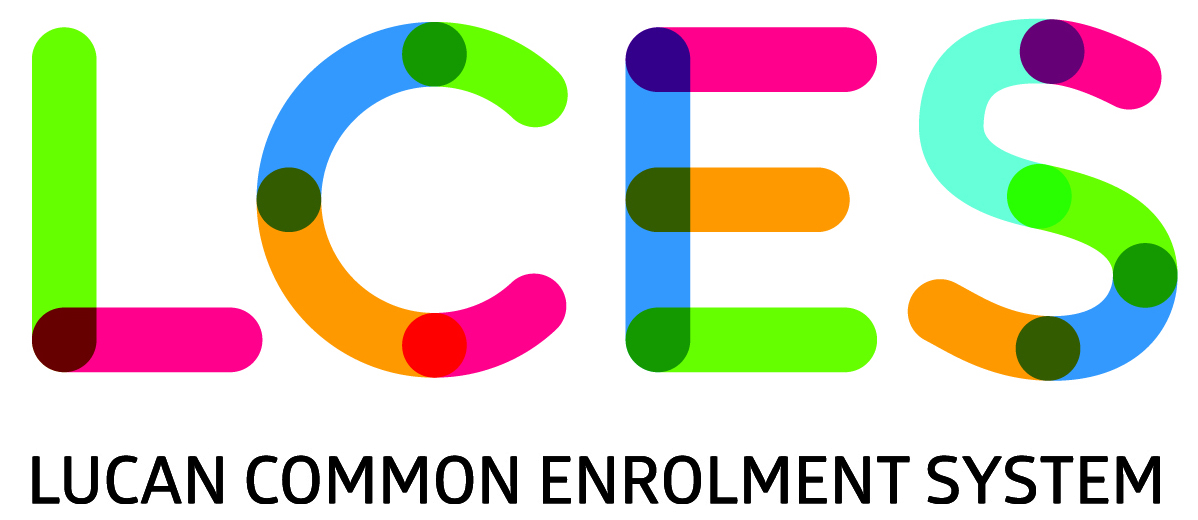 LCES
LUCAN COMMON ENROLMENT SYSTEM